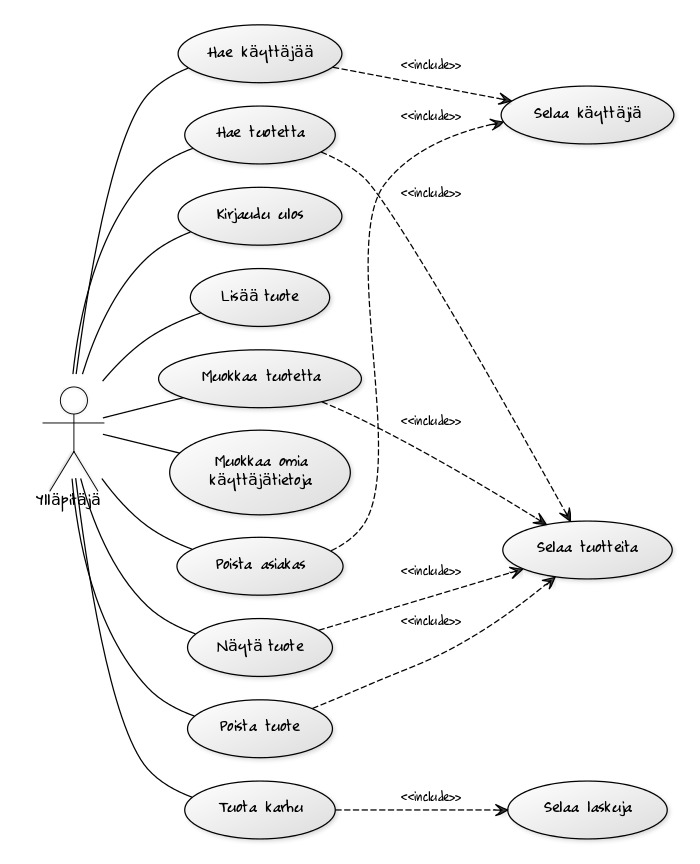 Hae käyttäjää
<<include>>
Selaa käyttäjiä
<<include>>
Hae tuotetta
<<include>>
Kirjaudu ulos
Lisää tuote
Muokkaa tuotetta
<<include>>
Muokkaa omia
käyttäjätietoja
Ylläpitäjä
Selaa tuotteita
Poista asiakas
<<include>>
<<include>>
Näytä tuote
Poista tuote
<<include>>
Tuota karhu
Selaa laskuja